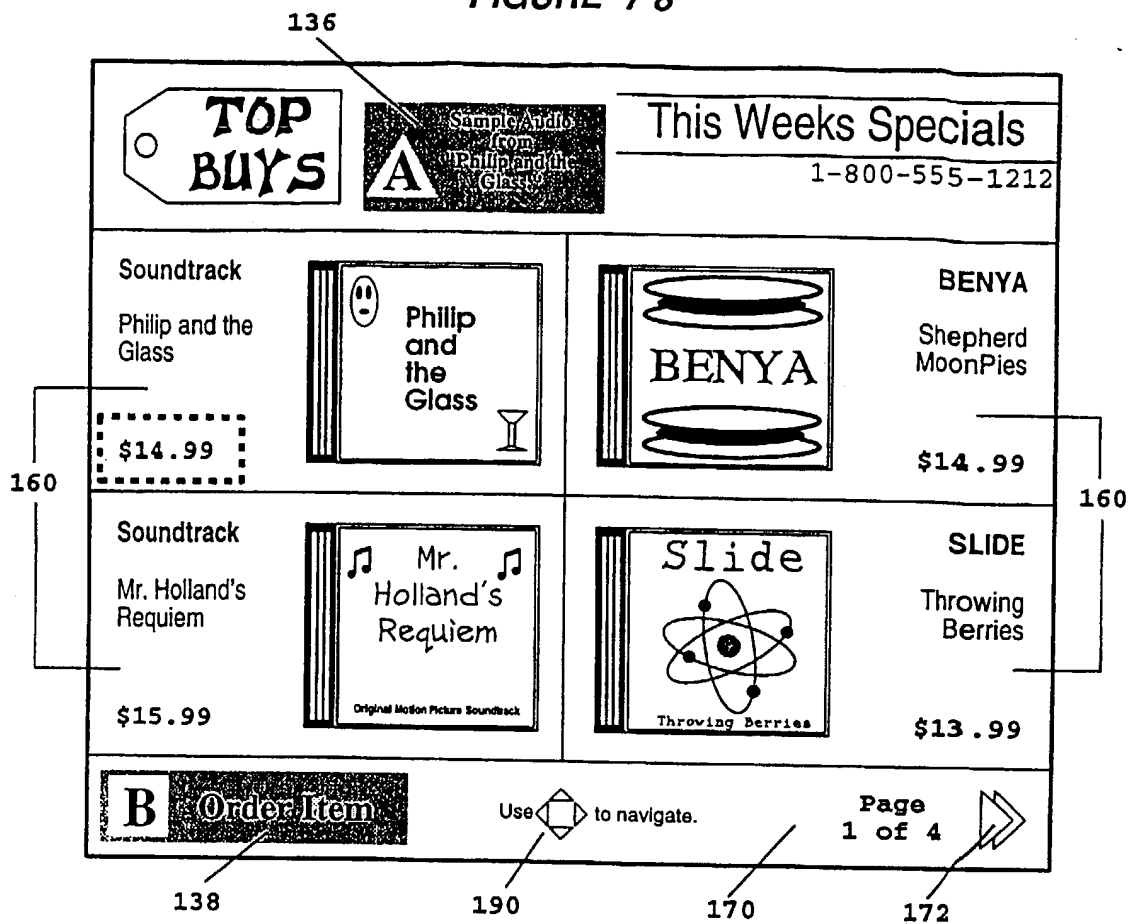 136
TOP
BUYS
A
Sample Audio
from
"Philip and the
Glass"
This Weeks Specials
1-800-555-1212
Soundtrack
Philip and the
Glass
$14.99
Philip
and
the
Glass
BENYA
BENYA
Shepherd
MoonPies
$14.99
160
160
Soundtrack
Mr. Holland's
Requiem
$15.99
Mr.
Holland's
Requiem
Original Motion Picture Soundtrack
Slide
Throwing Berries
SLIDE
Throwing
Berries
$13.99
B
Order Item
Use to navigate.
Page
1 of 4
138
190
170
172